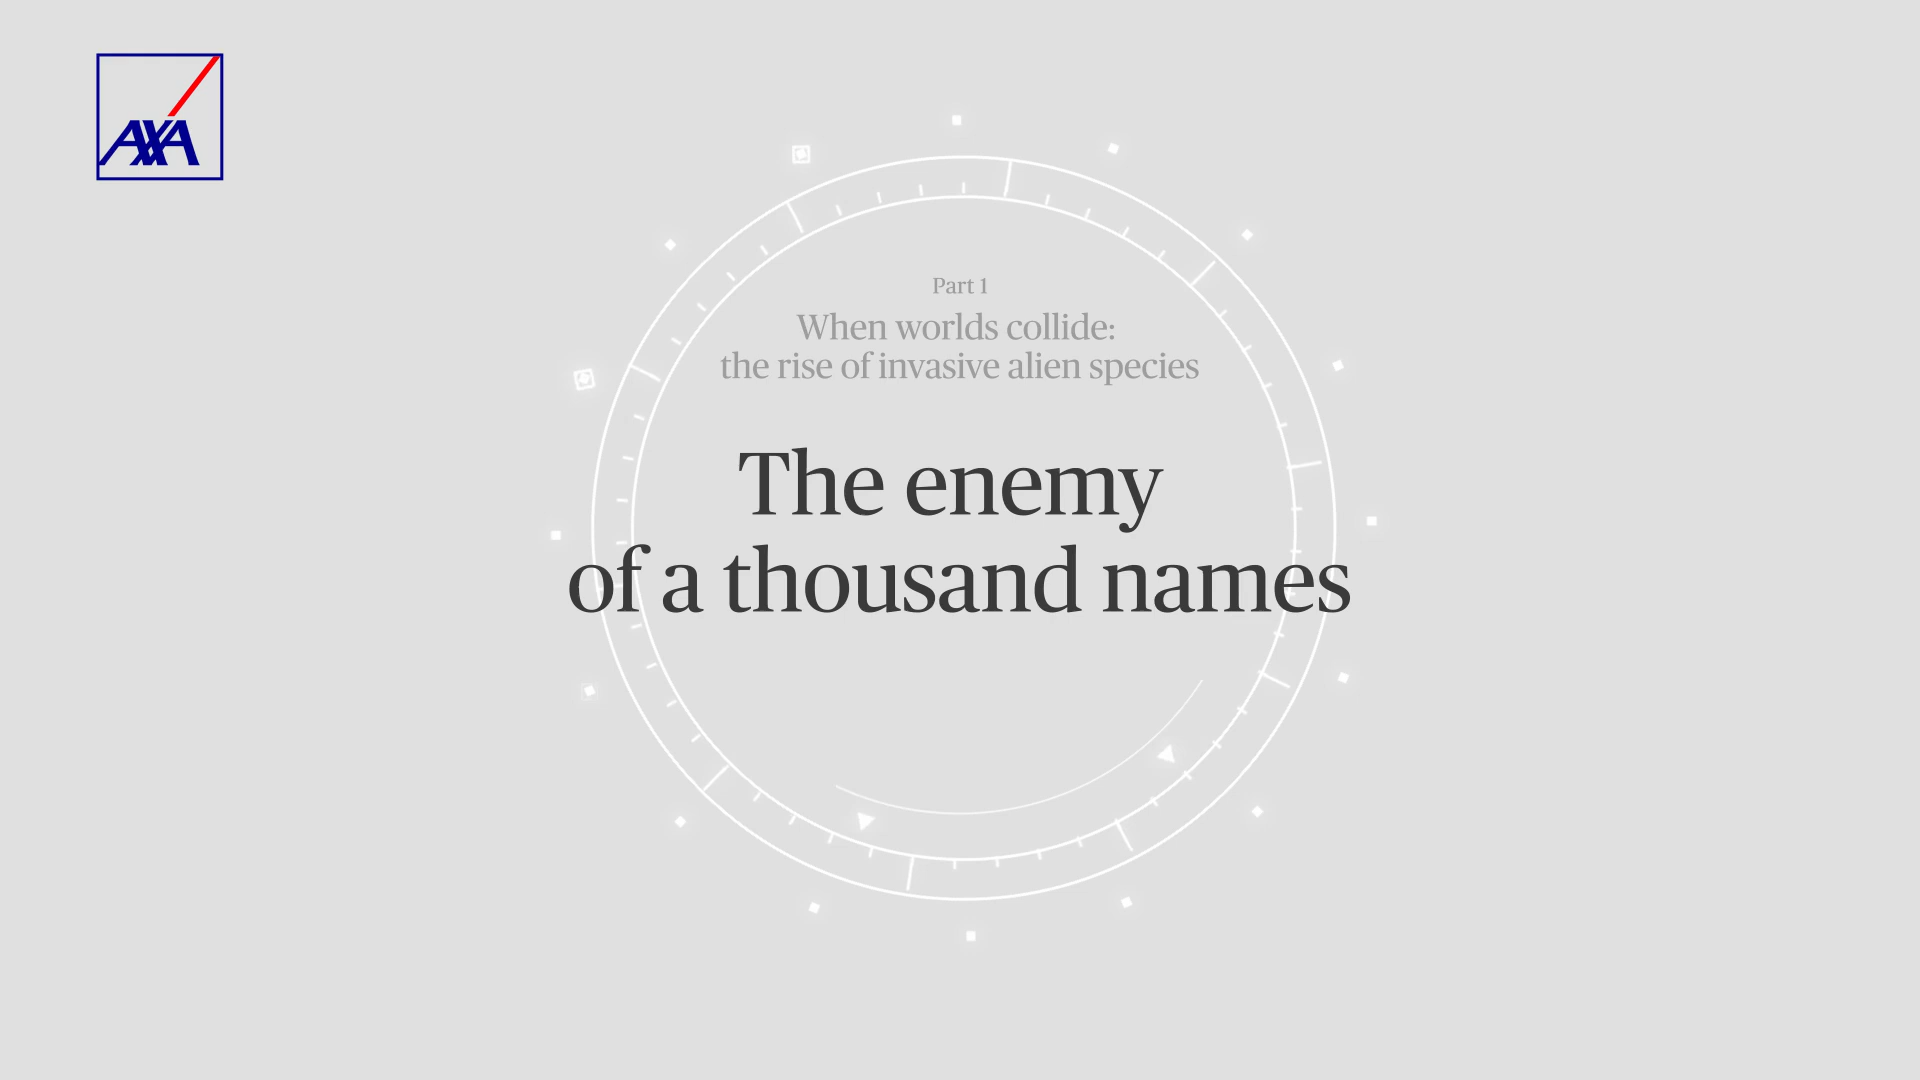 AXA
Part 1
When worlds collide:
the rise of invasive alien species
The enemy
of a thousand names